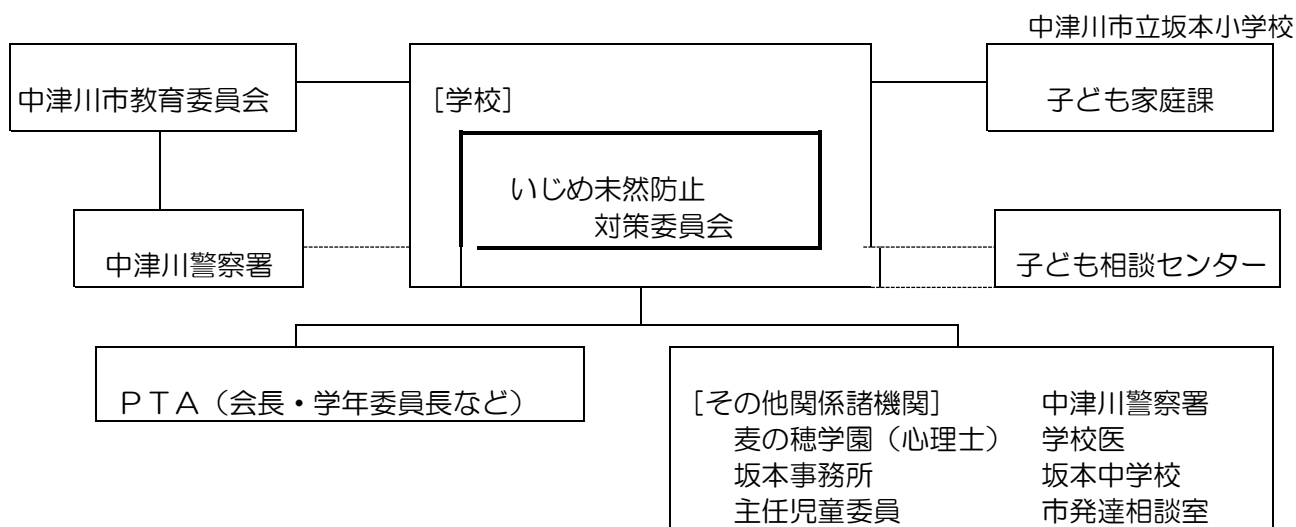 中津川市立坂本小学校
中津川市教育委員会
[学校]
子ども家庭課
いじめ未然防止
対策委員会
中津川警察署
子ども相談センター
ＰＴＡ（会長・学年委員長など）
[その他関係諸機関] 中津川警察署
麦の穂学園（心理士） 学校医
坂本事務所 坂本中学校
主任児童委員 市発達相談室